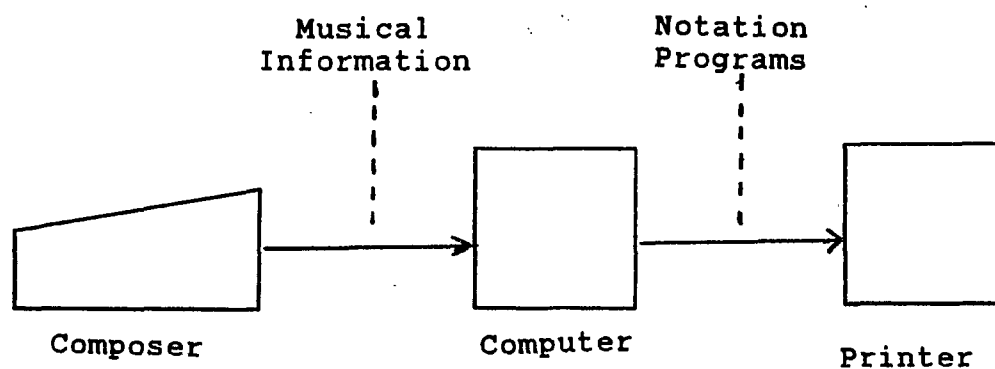 Musical
Information
Notation
Programs
Composer
Computer
Printer